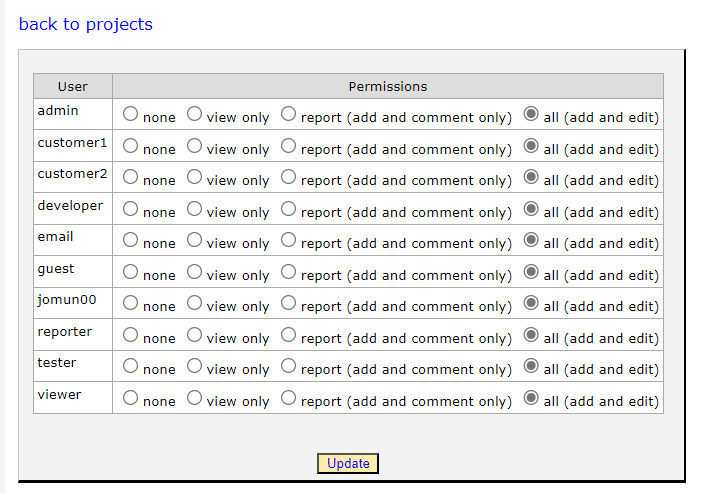 back to projects
User Permissions
admin none view only report (add and comment only) all (add and edit)
customer1 none view only report (add and comment only) all (add and edit)
customer2 none view only report (add and comment only) all (add and edit)
developer none view only report (add and comment only) all (add and edit)
email none view only report (add and comment only) all (add and edit)
guest none view only report (add and comment only) all (add and edit)
jomun00 none view only report (add and comment only) all (add and edit)
reporter none view only report (add and comment only) all (add and edit)
tester none view only report (add and comment only) all (add and edit)
viewer none view only report (add and comment only) all (add and edit)
Update